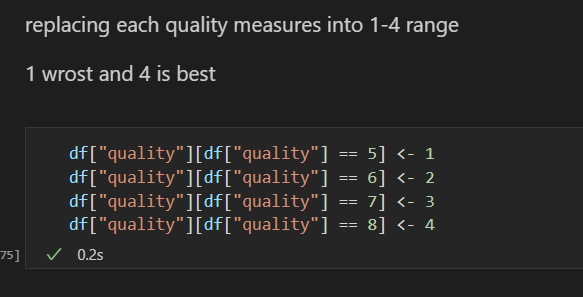 replacing each quality measures into 1-4 range
1 wrost and 4 is best
df["quality"][df["quality"] == 5] <- 1
df["quality"][df["quality"] == 6] <- 2
df["quality"][df["quality"] == 7] <- 3
df["quality"][df["quality"] == 8] <- 4
75] ✓ 0.2s